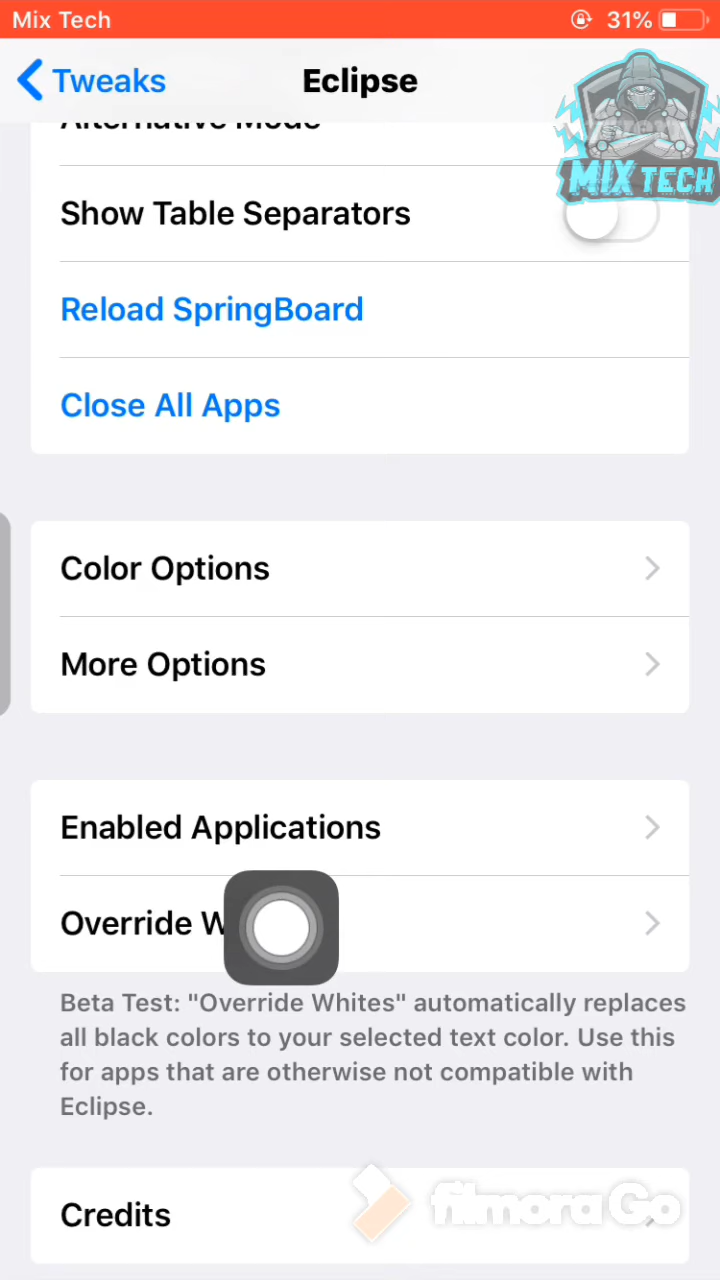 Mix Tech
31%
Tweaks
Eclipse
Alternative Mode
MIX TECH
Show Table Separators
Reload SpringBoard
Close All Apps
Color Options
More Options
Enabled Applications
Override W
Beta Test: "Override Whites" automatically replaces
all black colors to your selected text color. Use this
for apps that are otherwise not compatible with
Eclipse.
Credits
filmoraGo